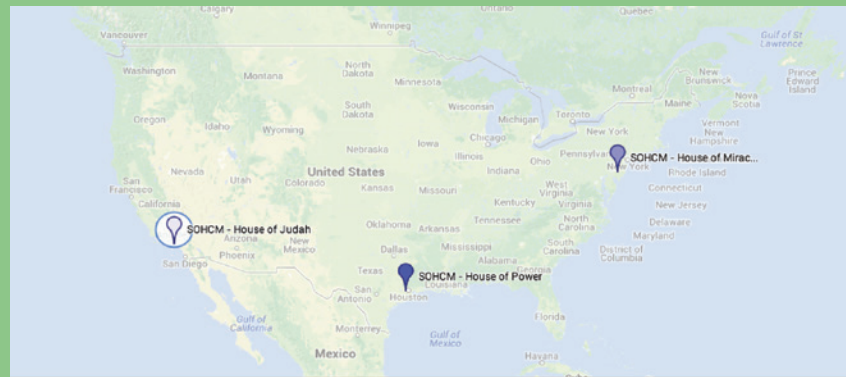 Calgary
Ontario
Quebec
Vancouver
Winnipeg
Gulf of St
Lawrence
Washington
Montana
North
Dakota
Minnesota
Montreal
New
Brunswick
Prince
Edward
Island
Maine
Nova
Scotia
Oregon
Idaho
South
Dakota
Wisconsin
Michigan
Toronto
Wyoming
New York
Vermont
New
Hampshire
Nebraska
Iowa
Chicago
Illinois
Indiana
Ohio
Pennsylvania
SOHCM - House of Mirac...
New York
Rhode Island
Nevada
Utah
Colorado
United States
Kansas
Missouri
West
Virginia
Virginia
Connecticut
New Jersey
San
Francisco
California
Kentucky
Delaware
Maryland
SOHCM - House of Judah
Arizona
New
Mexico
Oklahoma
Arkansas
Tennessee
North
Carolina
South
Carolina
District of
Columbia
San Diego
Phoenix
Dallas
Mississippi
Alabama
Georgia
SOHCM - House of Power
Texas
San
Antonio
Houston
Louisiana
Florida
Gulf of
California
Monterrey
Gulf of
Mexico
Mexico
Havana
Cuba